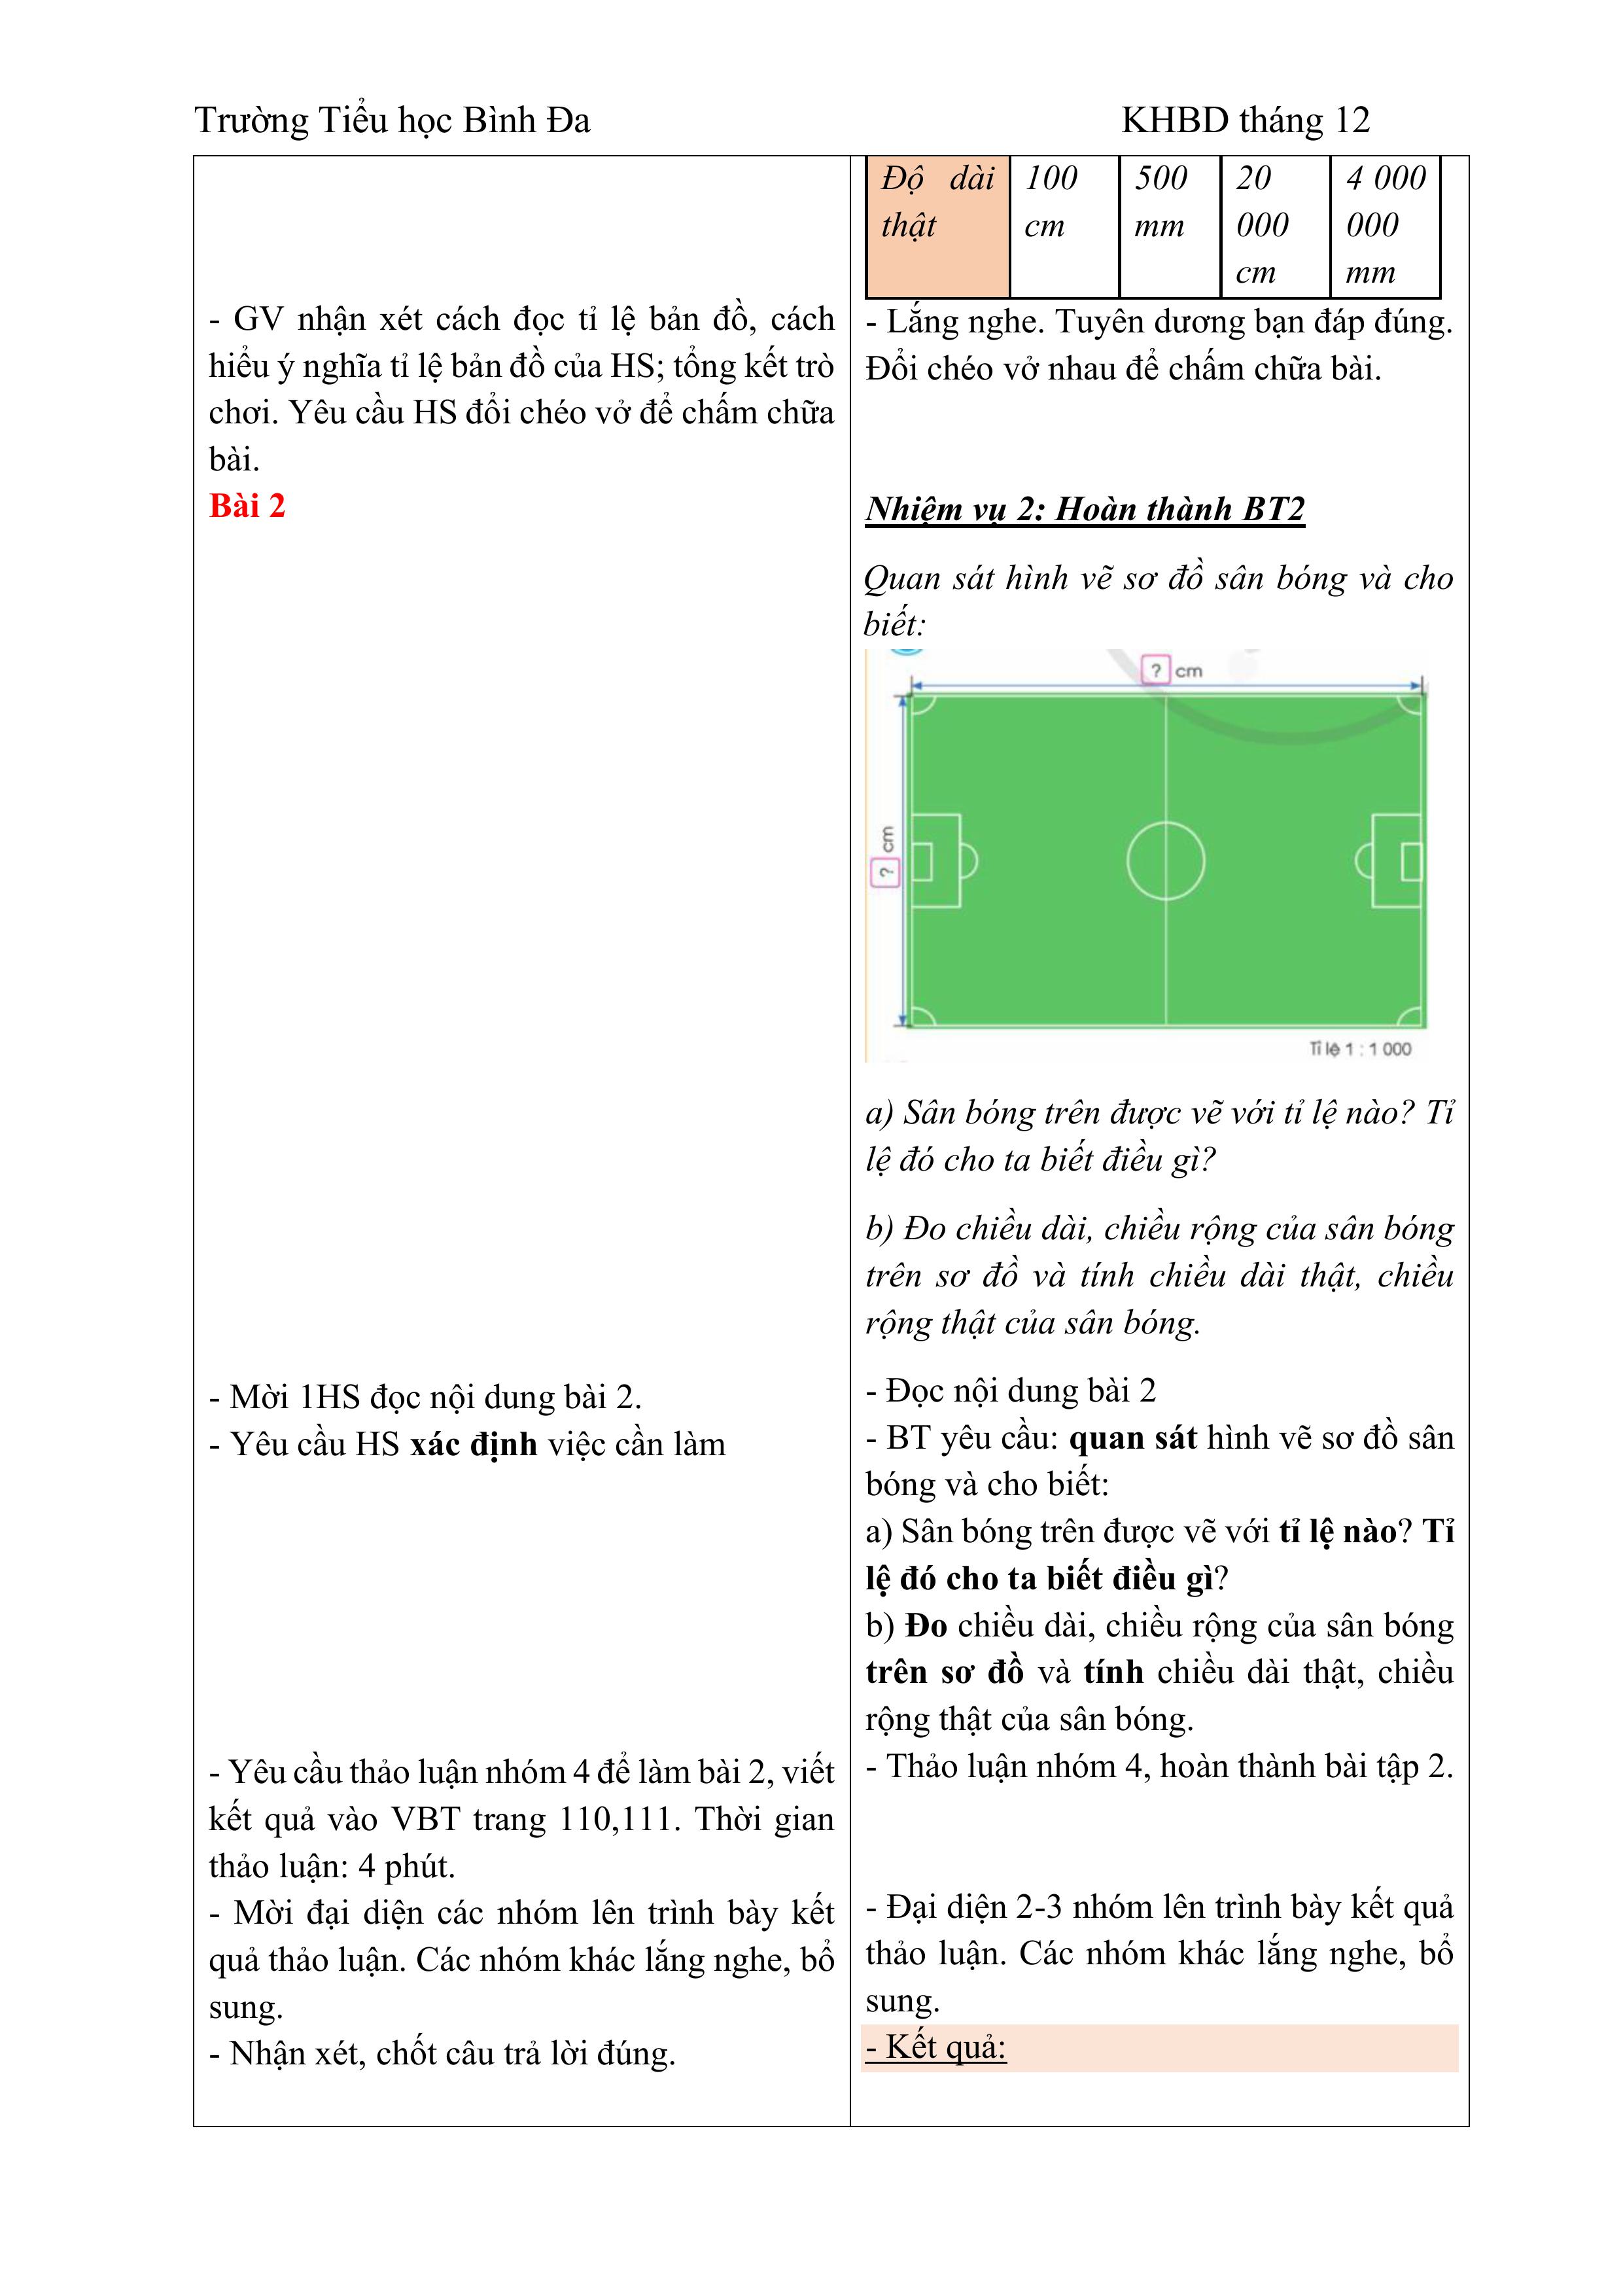 Trường Tiểu học Bình Đa KHBD tháng 12
Độ dài 100 500 20 4 000
thật cm mm 000 000
cm mm
- GV nhận xét cách đọc tỉ lệ bản đồ, cách
hiểu ý nghĩa tỉ lệ bản đồ của HS; tổng kết trò
chơi. Yêu cầu HS đổi chéo vở để chấm chữa
bài.
Bài 2
- Mời 1HS đọc nội dung bài 2.
- Yêu cầu HS xác định việc cần làm
- Yêu cầu thảo luận nhóm 4 để làm bài 2, viết
kết quả vào VBT trang 110,111. Thời gian
thảo luận: 4 phút.
- Mời đại diện các nhóm lên trình bày kết
quả thảo luận. Các nhóm khác lắng nghe, bổ
sung.
- Nhận xét, chốt câu trả lời đúng.
- Lắng nghe. Tuyên dương bạn đáp đúng.
Đổi chéo vở nhau để chấm chữa bài.
Nhiệm vụ 2: Hoàn thành BT2
Quan sát hình vẽ sơ đồ sân bóng và cho
biết:
? cm
? cm
Tỉ lệ 1 : 1 000
a) Sân bóng trên được vẽ với tỉ lệ nào? Tỉ
lệ đó cho ta biết điều gì?
b) Đo chiều dài, chiều rộng của sân bóng
trên sơ đồ và tính chiều dài thật, chiều
rộng thật của sân bóng.
- Đọc nội dung bài 2
- BT yêu cầu: quan sát hình vẽ sơ đồ sân
bóng và cho biết:
a) Sân bóng trên được vẽ với tỉ lệ nào? Tỉ
lệ đó cho ta biết điều gì?
b) Đo chiều dài, chiều rộng của sân bóng
trên sơ đồ và tính chiều dài thật, chiều
rộng thật của sân bóng.
- Thảo luận nhóm 4, hoàn thành bài tập 2.
- Đại diện 2-3 nhóm lên trình bày kết quả
thảo luận. Các nhóm khác lắng nghe, bổ
sung.
- Kết quả: